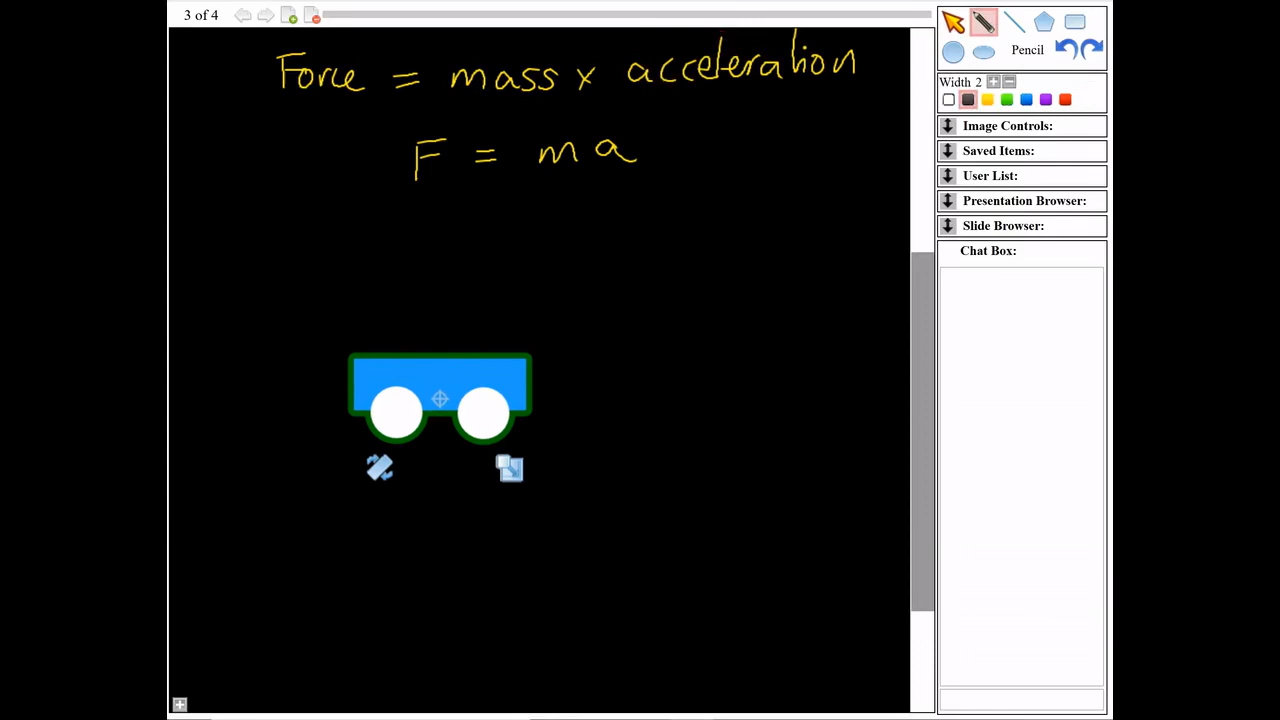 3 of 4
Force = mass x acceleration
F = m a
Pencil
Width 2
Image Controls:
Saved Items:
User List:
Presentation Browser:
Slide Browser:
Chat Box: